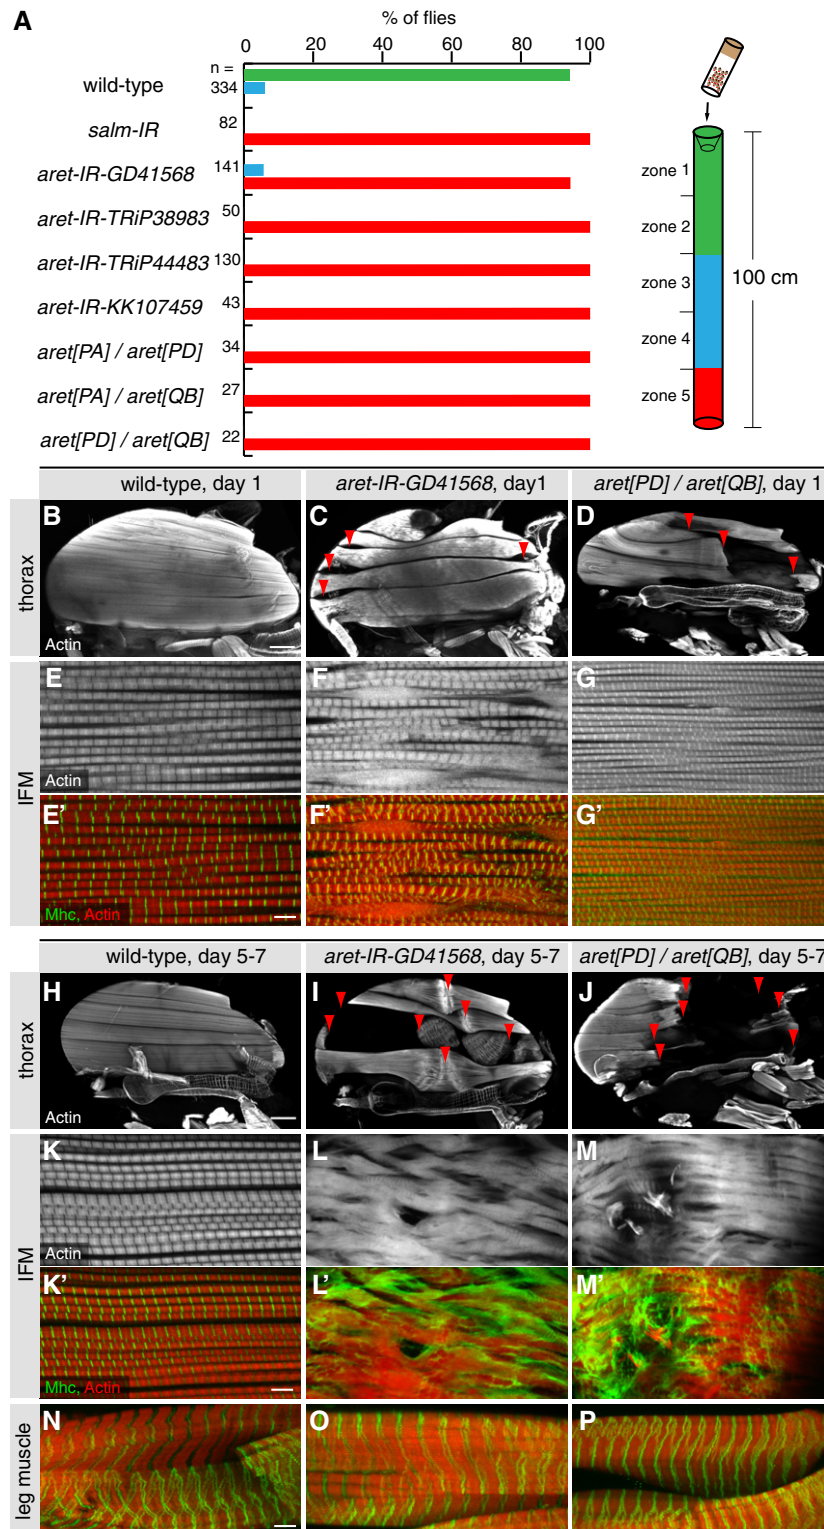 A
% of flies
0 20 40 60 80 100
n =
wild-type 334
salm-IR 82
aret-IR-GD41568 141
aret-IR-TRiP38983 50
aret-IR-TRiP44483 130
aret-IR-KK107459 43
aret[PA] / aret[PD] 34
aret[PA] / aret[QB] 27
aret[PD] / aret[QB] 22
zone 1
zone 2
zone 3
zone 4
zone 5
100 cm
wild-type, day 1 aret-IR-GD41568, day1 aret[PD] / aret[QB], day 1
thorax
B C D
Actin
IFM
E F G
Actin
E' F' G'
Mhc, Actin
wild-type, day 5-7 aret-IR-GD41568, day 5-7 aret[PD] / aret[QB], day 5-7
thorax
H I J
Actin
IFM
K L M
Actin
K' L' M'
Mhc, Actin
leg muscle
N O P